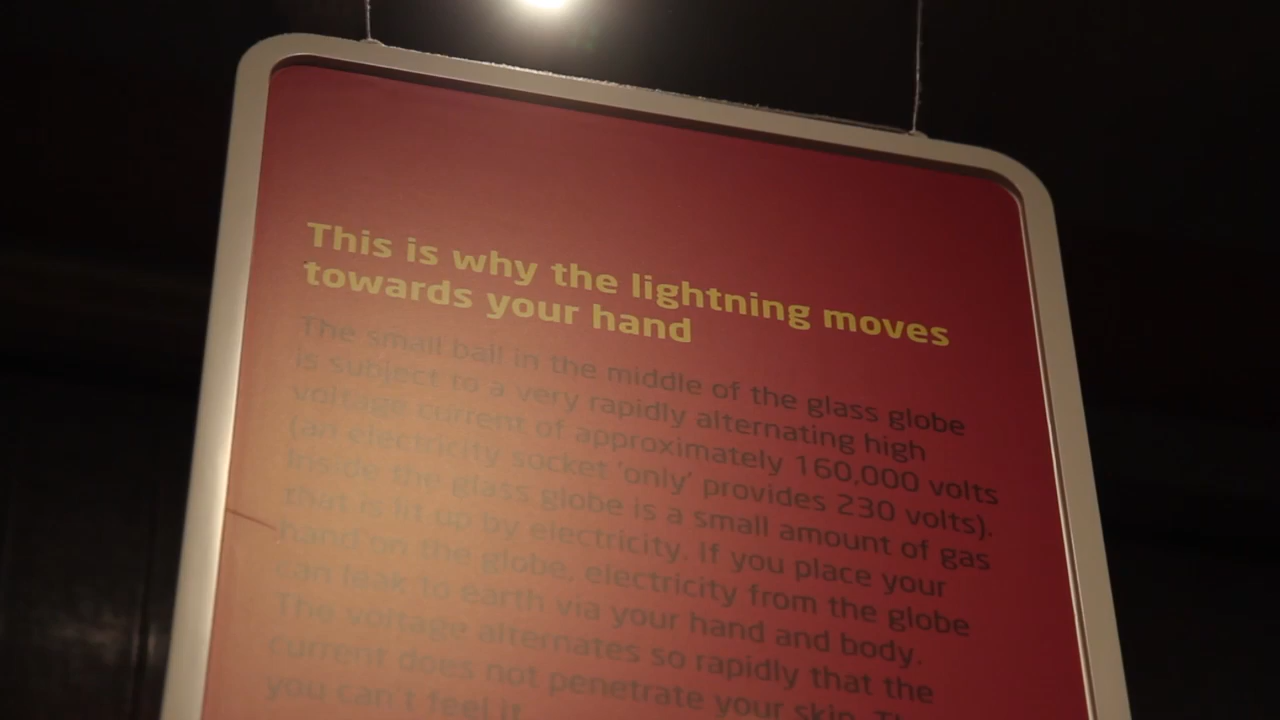 This is why the lightning moves
towards your hand
The small ball in the middle of the glass globe
is subject to a very rapidly alternating high
voltage current of approximately 160,000 volts
(an electricity socket 'only' provides 230 volts).
Inside the glass globe is a small amount of gas
that is lit up by electricity. If you place your
hand on the globe, electricity from the globe
can leak to earth via your hand and body.
The voltage alternates so rapidly that the
current does not penetrate your skin.
you can't feel it